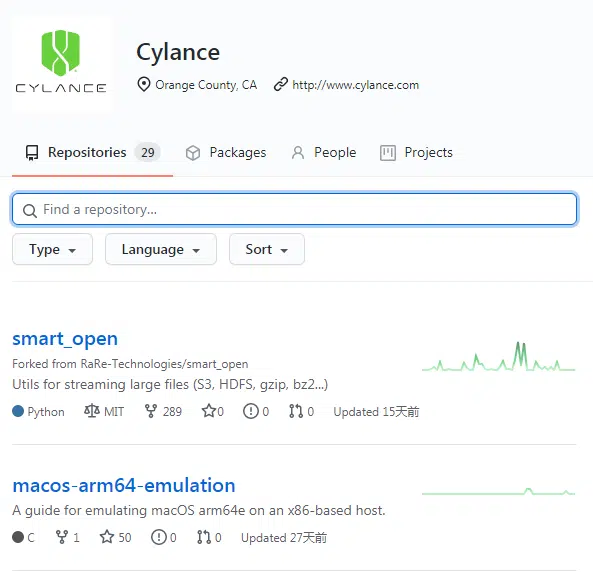 Cylance
CYLANCE
Orange County, CA http://www.cylance.com
Repositories 29 Packages People Projects
Find a repository...
Type Language Sort
smart_open
Forked from RaRe-Technologies/smart_open
Utils for streaming large files (S3, HDFS, gzip, bz2...)
Python MIT 289 0 0 0 Updated 15天前
macos-arm64-emulation
A guide for emulating macOS arm64e on an x86-based host.
C 1 50 0 0 Updated 27天前